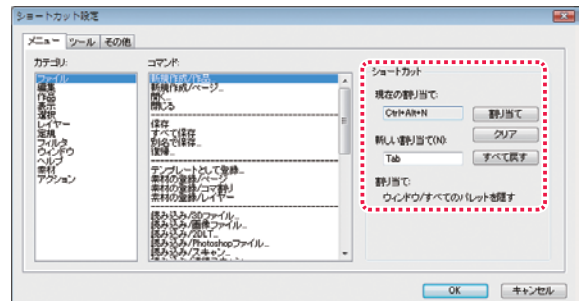 ショートカット設定
メニュー ツール その他
カテゴリ:
ファイル
編集
作品
表示
選択
レイヤー
定規
フィルタ
ウィンドウ
ヘルプ
素材
アクション
コマンド:
新規作成/作品...
新規作成/ページ...
開く...
閉じる
保存
すべて保存
別名で保存...
復帰...
テンプレートとして登録...
素材の登録/ページ
素材の登録/コマ割り
素材の登録/レイヤー
読み込み/3Dファイル...
読み込み/画像ファイル...
読み込み/2DLT...
読み込み/Photoshopファイル...
読み込み/スキャン...
ショートカット
現在の割り当て:
Ctrl+Alt+N 割り当て
クリア
新しい割り当て(N):
Tab すべて戻す
割り当て:
ウィンドウ/すべてのパレットを隠す
OK キャンセル